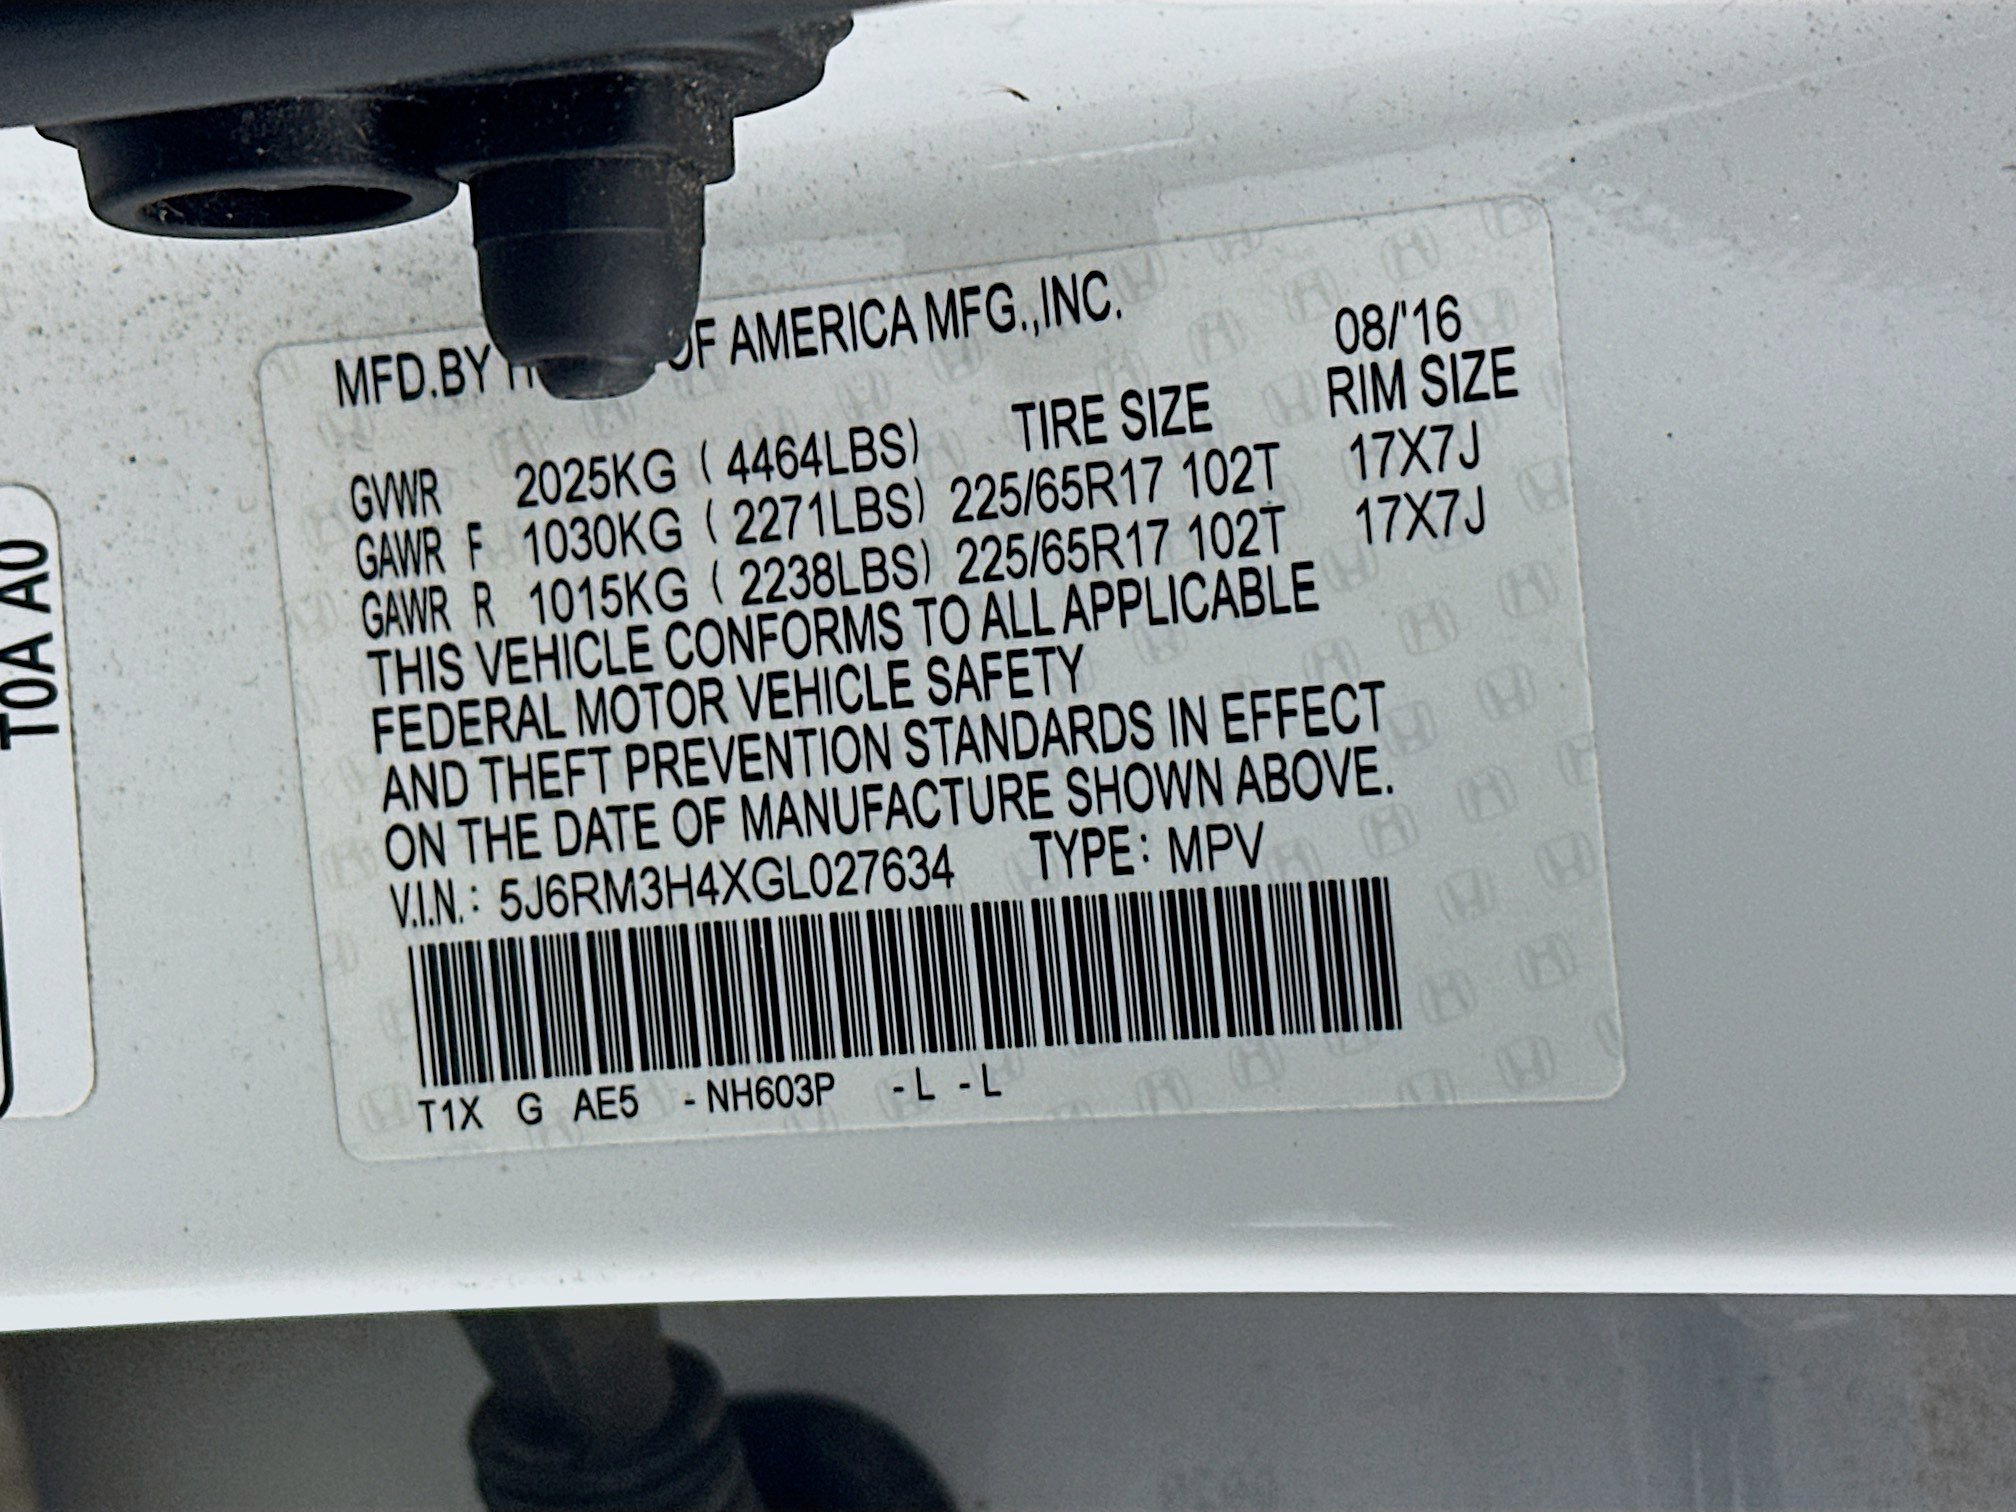 MFD.BY OF AMERICA MFG.,INC.
08/'16
TIRE SIZE RIM SIZE
GVWR 2025KG ( 4464LBS)
GAWR F 1030KG ( 2271LBS) 225/65R17 102T 17X7J
GAWR R 1015KG ( 2238LBS) 225/65R17 102T 17X7J
THIS VEHICLE CONFORMS TO ALL APPLICABLE
FEDERAL MOTOR VEHICLE SAFETY
AND THEFT PREVENTION STANDARDS IN EFFECT
ON THE DATE OF MANUFACTURE SHOWN ABOVE.
V.I.N.: 5J6RM3H4XGL027634 TYPE: MPV
T1X G AE5 - NH603P - L - L
T0A A0